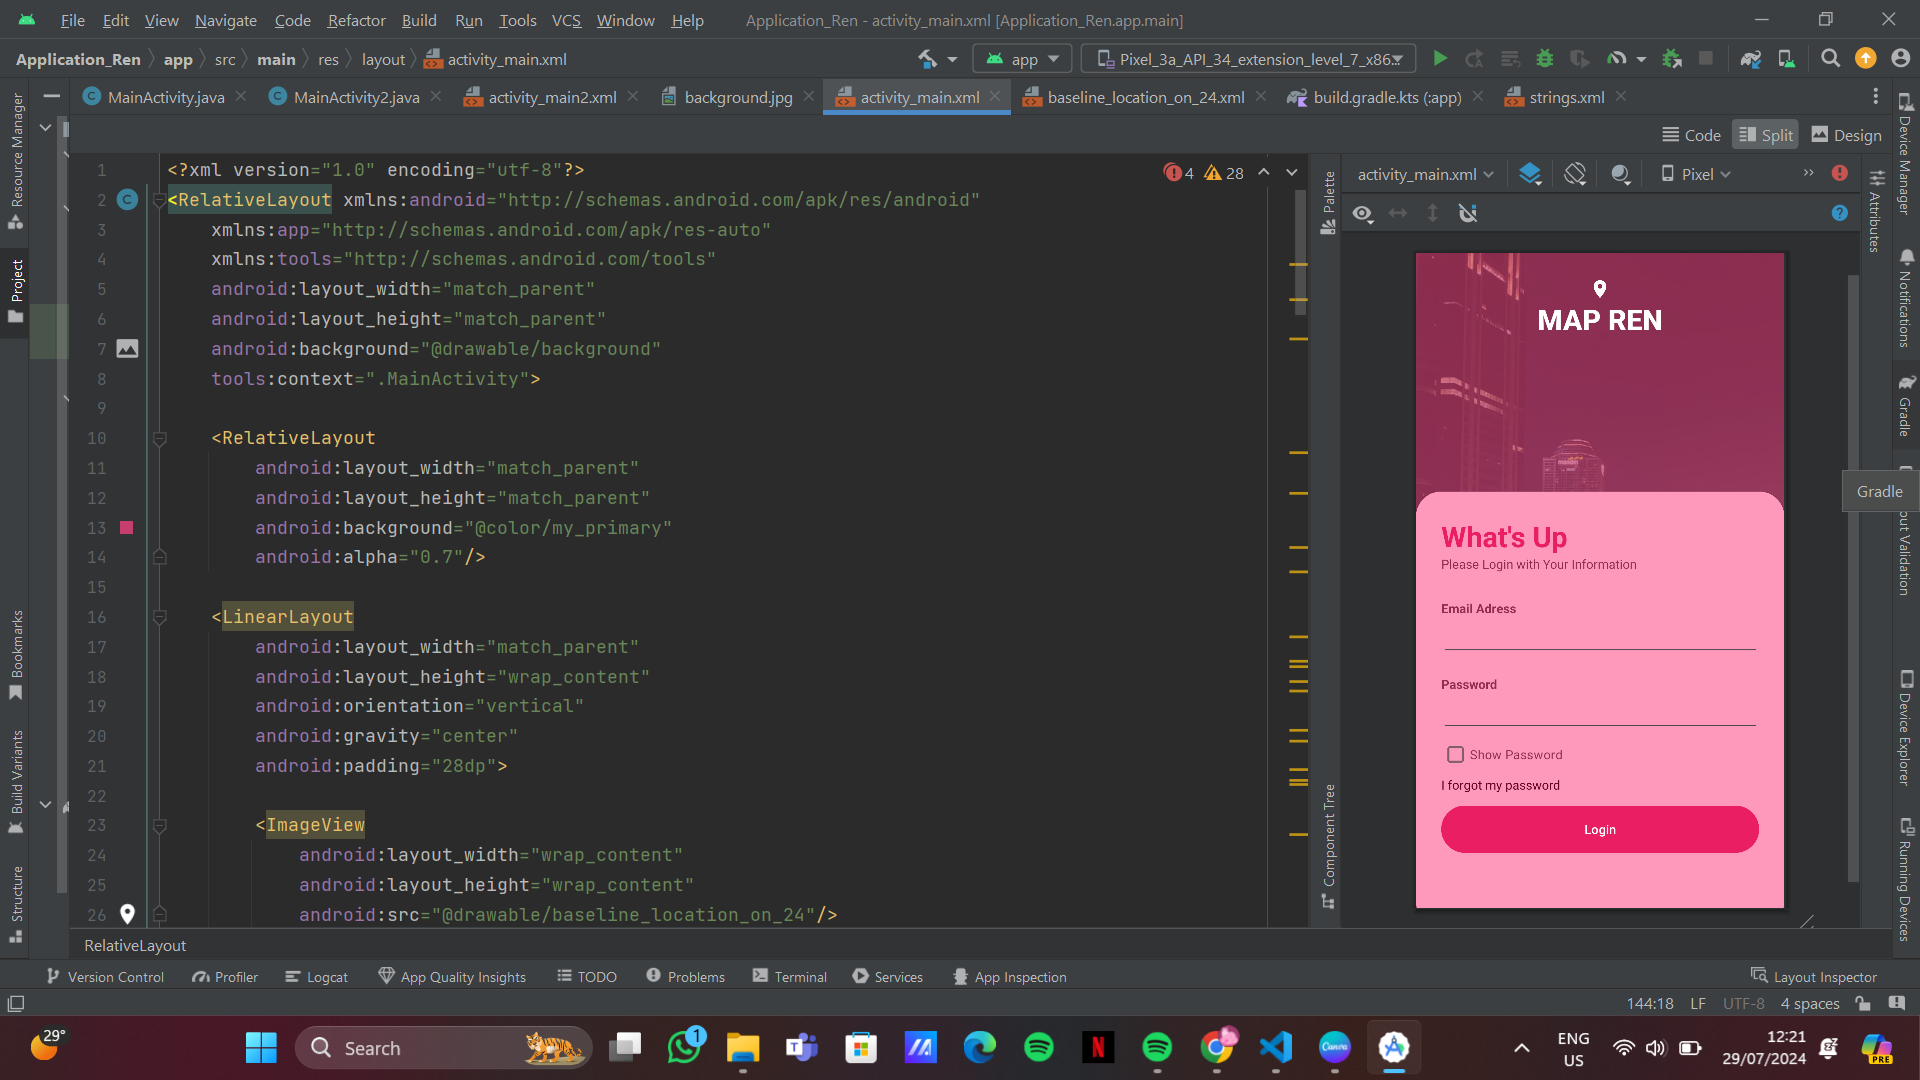 File Edit View Navigate Code Refactor Build Run Tools VCS Window Help Application_Ren - activity_main.xml [Application_Ren.app.main]
Application_Ren app src main res layout activity_main.xml app Pixel_3a_API_34_extension_level_7_x86...
MainActivity.java MainActivity2.java activity_main2.xml background.jpg activity_main.xml baseline_location_on_24.xml build.gradle.kts (:app) strings.xml
Code Split Design
Resource Manager
Project
Bookmarks
Build Variants
Structure
1 <?xml version="1.0" encoding="utf-8"?>
2 <RelativeLayout xmlns:android="http://schemas.android.com/apk/res/android"
3 xmlns:app="http://schemas.android.com/apk/res-auto"
4 xmlns:tools="http://schemas.android.com/tools"
5 android:layout_width="match_parent"
6 android:layout_height="match_parent"
7 android:background="@drawable/background"
8 tools:context=".MainActivity">
9
10 <RelativeLayout
11 android:layout_width="match_parent"
12 android:layout_height="match_parent"
13 android:background="@color/my_primary"
14 android:alpha="0.7"/>
15
16 <LinearLayout
17 android:layout_width="match_parent"
18 android:layout_height="wrap_content"
19 android:orientation="vertical"
20 android:gravity="center"
21 android:padding="28dp">
22
23 <ImageView
24 android:layout_width="wrap_content"
25 android:layout_height="wrap_content"
26 android:src="@drawable/baseline_location_on_24"/>
4 28
Palette
Component Tree
activity_main.xml Pixel
MAP REN
What's Up
Please Login with Your Information
Email Adress
Password
Show Password
I forgot my password
Login
Attributes
Device Manager
Notifications
Gradle
Gradle
out Validation
Device Explorer
Running Devices
RelativeLayout
Version Control Profiler Logcat App Quality Insights TODO Problems Terminal Services App Inspection Layout Inspector
144:18 LF UTF-8 4 spaces
29° Search 1 ENG US 12:21
29/07/2024 PRE